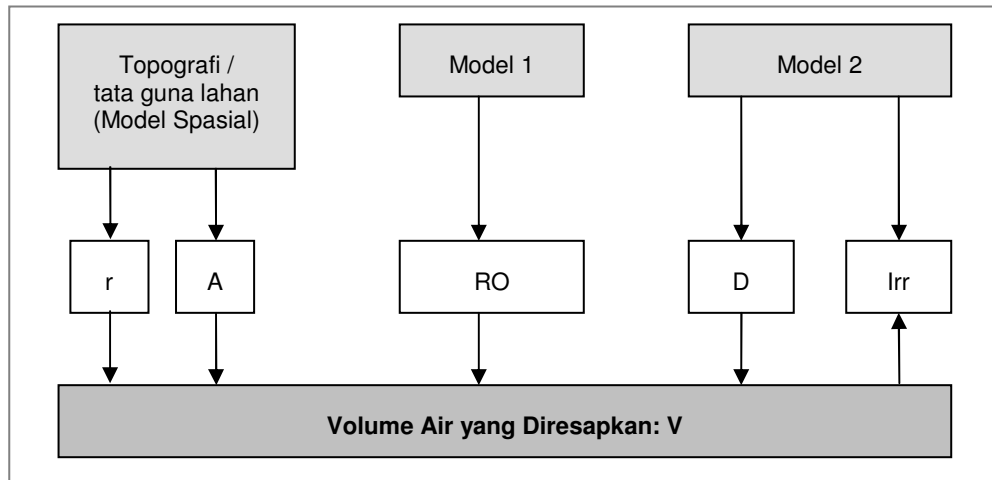 Topografi /
tata guna lahan
(Model Spasial)
Model 1
Model 2
r
A
RO
D
Irr
Volume Air yang Diresapkan: V